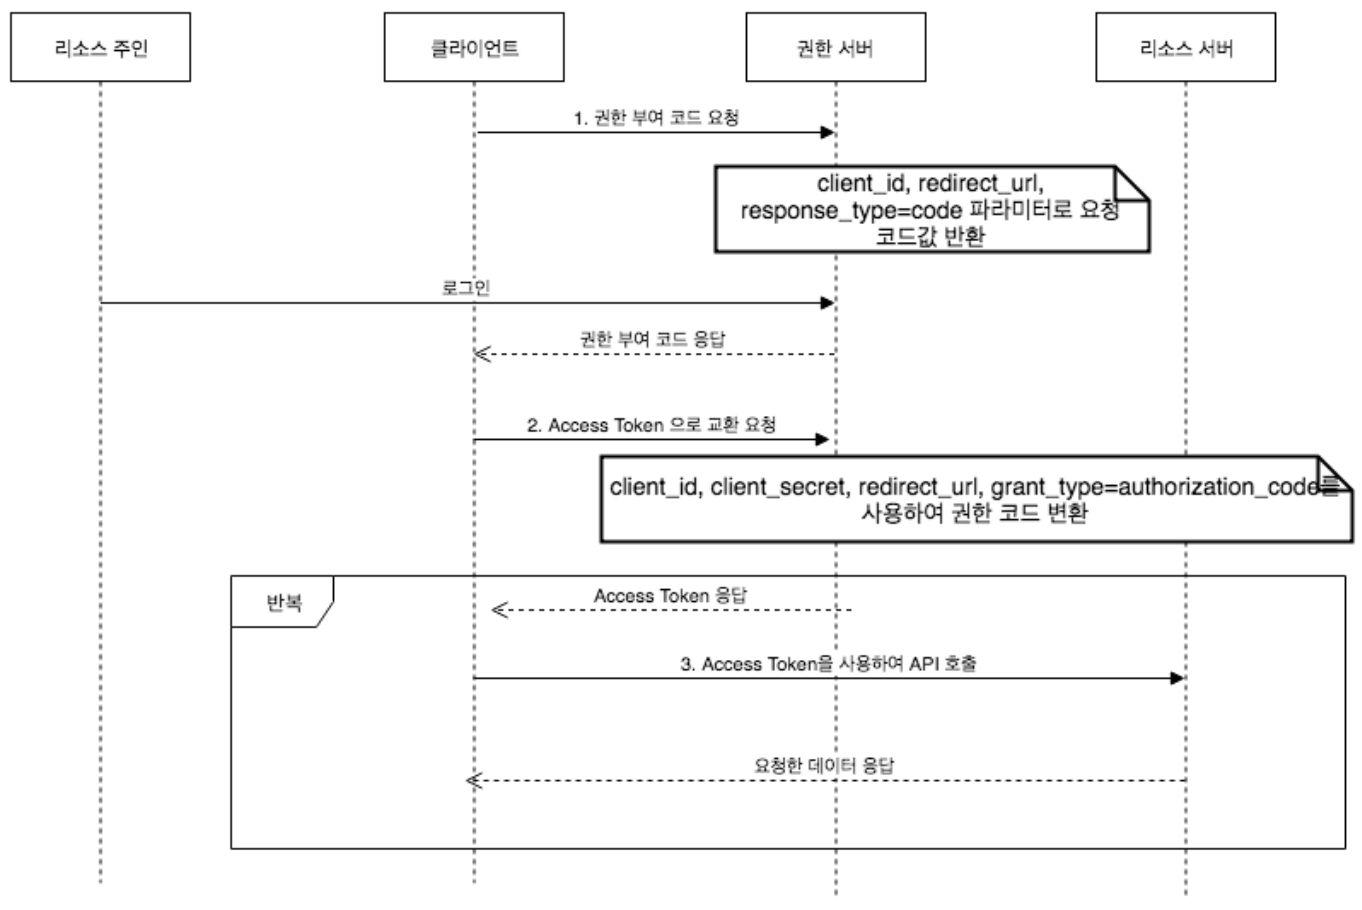 리소스 주인
클라이언트
권한 서버
리소스 서버
1. 권한 부여 코드 요청
client_id, redirect_url,
response_type=code 파라미터로 요청
코드값 반환
로그인
권한 부여 코드 응답
2. Access Token 으로 교환 요청
client_id, client_secret, redirect_url, grant_type=authorization_code를
사용하여 권한 코드 변환
반복
Access Token 응답
3. Access Token을 사용하여 API 호출
요청한 데이터 응답